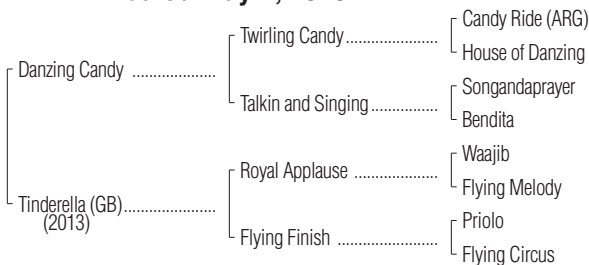 Candy Ride (ARG)
Twirling Candy
House of Danzing
Danzing Candy
Songandaprayer
Talkin and Singing
Bendita
Waajib
Royal Applause
Flying Melody
Tinderella (GB)
(2013)
Priolo
Flying Finish
Flying Circus